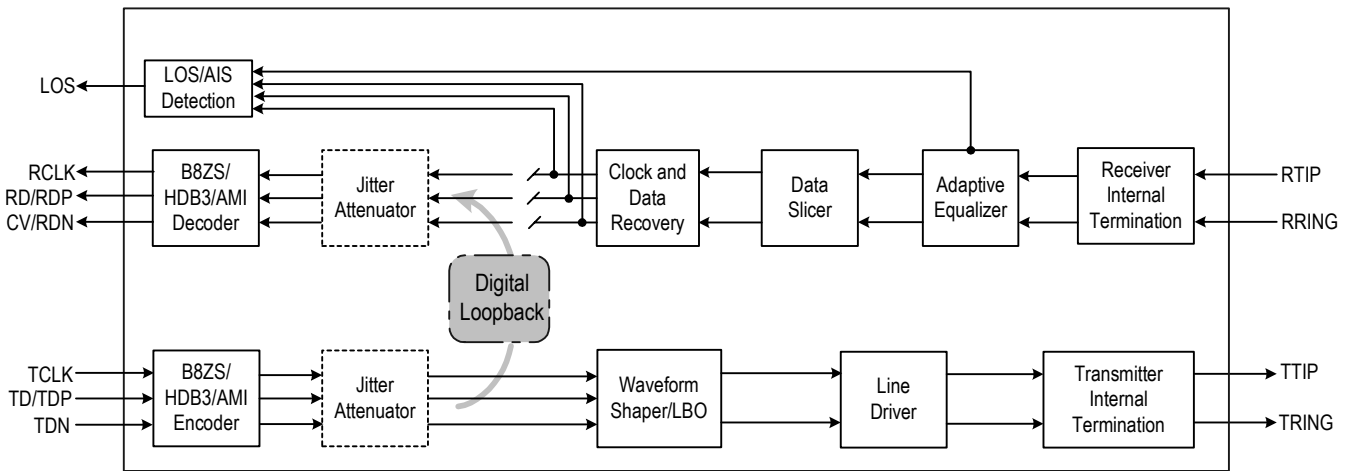 LOS
LOS/AIS
Detection
RCLK
RD/RDP
CV/RDN
B8ZS/
HDB3/AMI
Decoder
Jitter
Attenuator
Clock and
Data
Recovery
Data
Slicer
Adaptive
Equalizer
Receiver
Internal
Termination
RTIP
RRING
Digital
Loopback
TCLK
TD/TDP
TDN
B8ZS/
HDB3/AMI
Encoder
Jitter
Attenuator
Waveform
Shaper/LBO
Line
Driver
Transmitter
Internal
Termination
TTIP
TRING